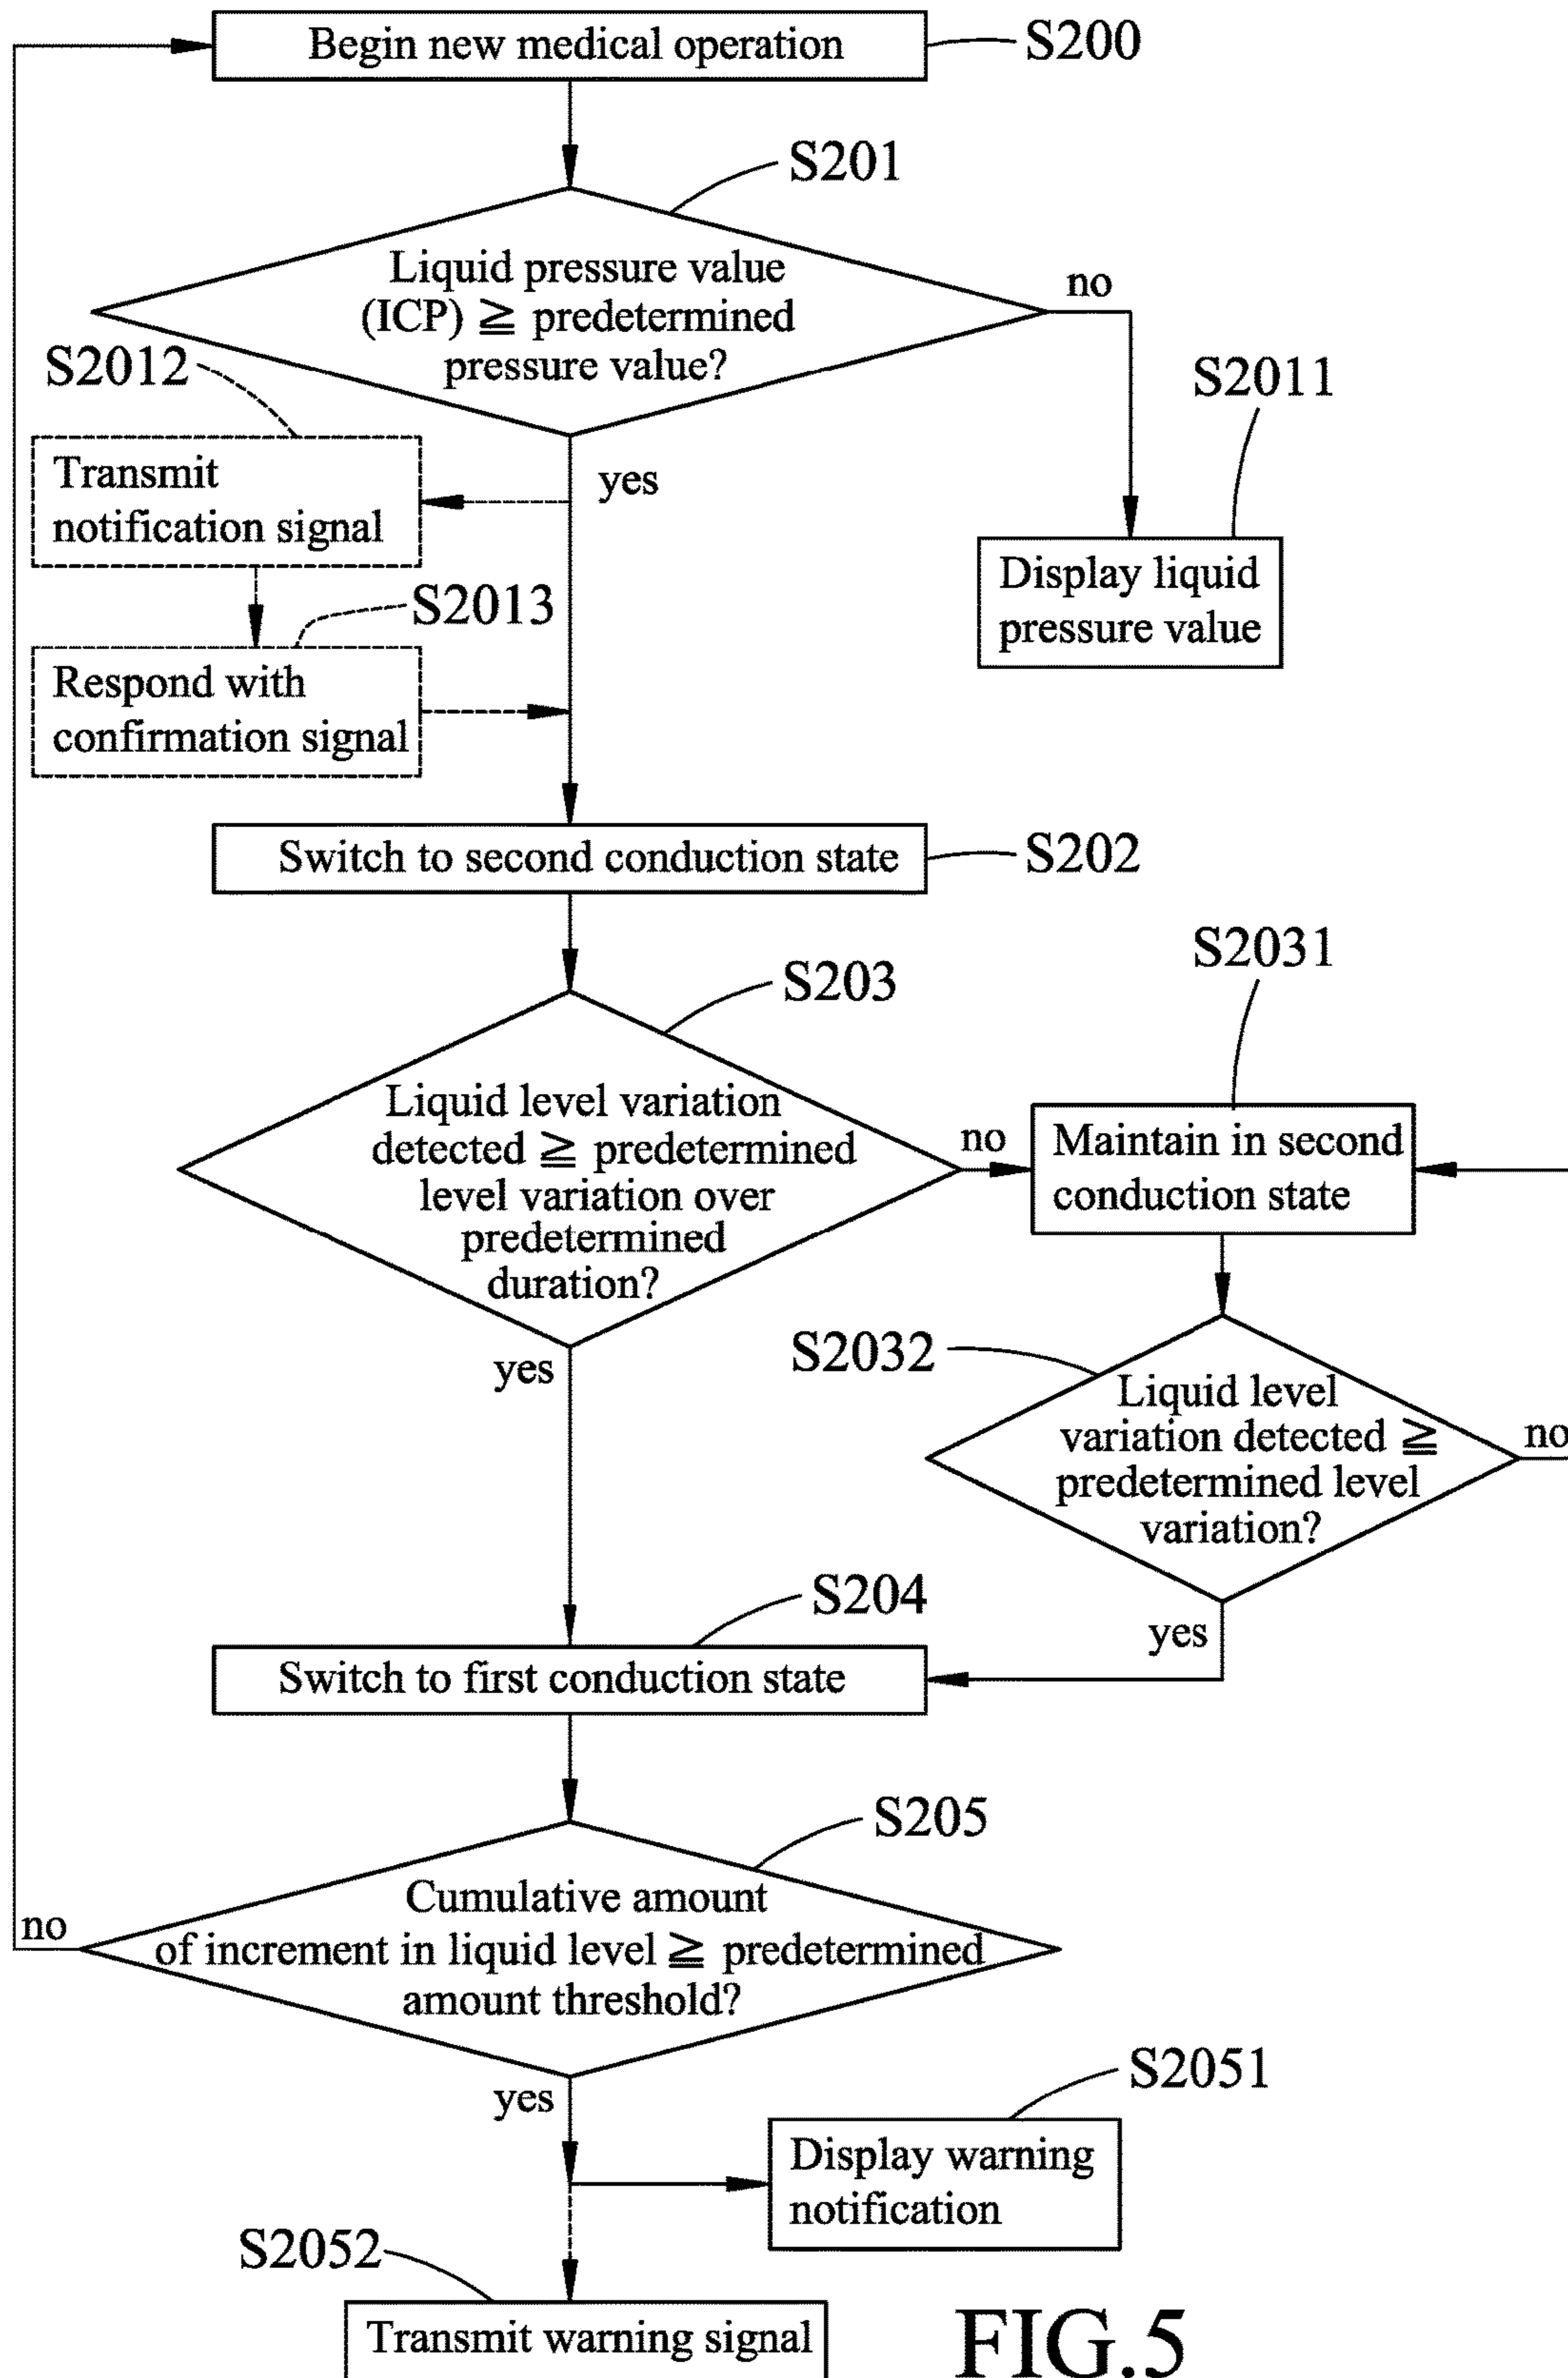 Begin new medical operation
S200
S201
Liquid pressure value
(ICP) ≧ predetermined
pressure value?
no
S2012
S2011
Transmit
notification signal
yes
Display liquid
pressure value
S2013
Respond with
confirmation signal
Switch to second conduction state
S202
S2031
S203
Liquid level variation
detected ≧ predetermined
level variation over
predetermined
duration?
no
Maintain in second
conduction state
yes
S2032
Liquid level
variation detected ≧
predetermined level
variation?
no
S204
yes
Switch to first conduction state
S205
Cumulative amount
of increment in liquid level ≧ predetermined
amount threshold?
no
yes
S2051
Display warning
notification
S2052
Transmit warning signal
FIG.5